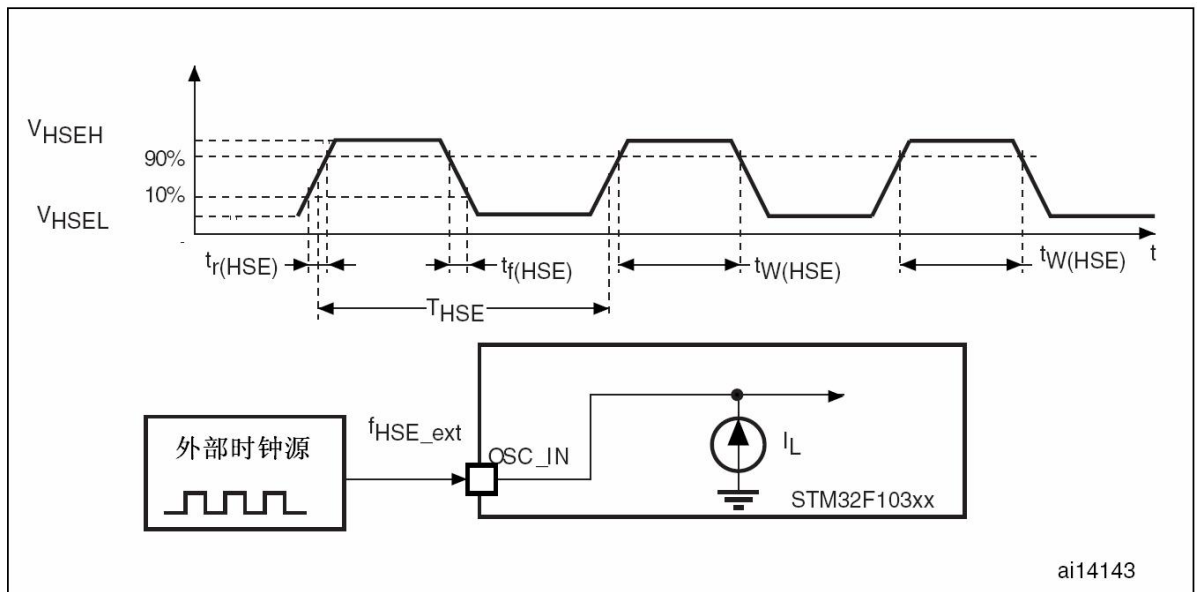 VHSEH
90%
10%
VHSEL
tr(HSE)
tf(HSE)
tW(HSE)
tW(HSE)
t
THSE
外部时钟源
fHSE_ext
OSC_IN
IL
STM32F103xx
ai14143